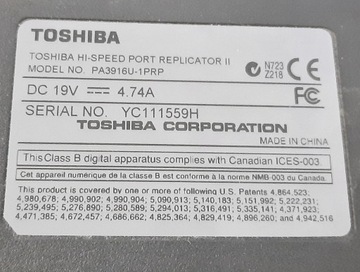 TOSHIBA
TOSHIBA HI-SPEED PORT REPLICATOR II
MODEL NO. PA3916U-1PRP
N723
Z218
CE
FC
DC 19V 4.74A
SERIAL NO. YC111559H
TOSHIBA CORPORATION
MADE IN CHINA
This Class B digital apparatus complies with Canadian ICES-003
Cet appareil numerique de la classe B est conforme à la norme NMB-003 du Canada.
This product is covered by one or more of the following U.S. Patents 4,864,523;
4,980,678; 4,990,902; 4,990,904; 5,090,913; 5,140,183; 5,151,992; 5,222,231;
5,239,495; 5,276,890; 5,280,589; 5,294,013; 5,316,491; 5,335,141; 4,371,923;
4,471,385; 4,672,457; 4,686,662; 4,825,364; 4,829,419; 4,896,260; and 4,942,516